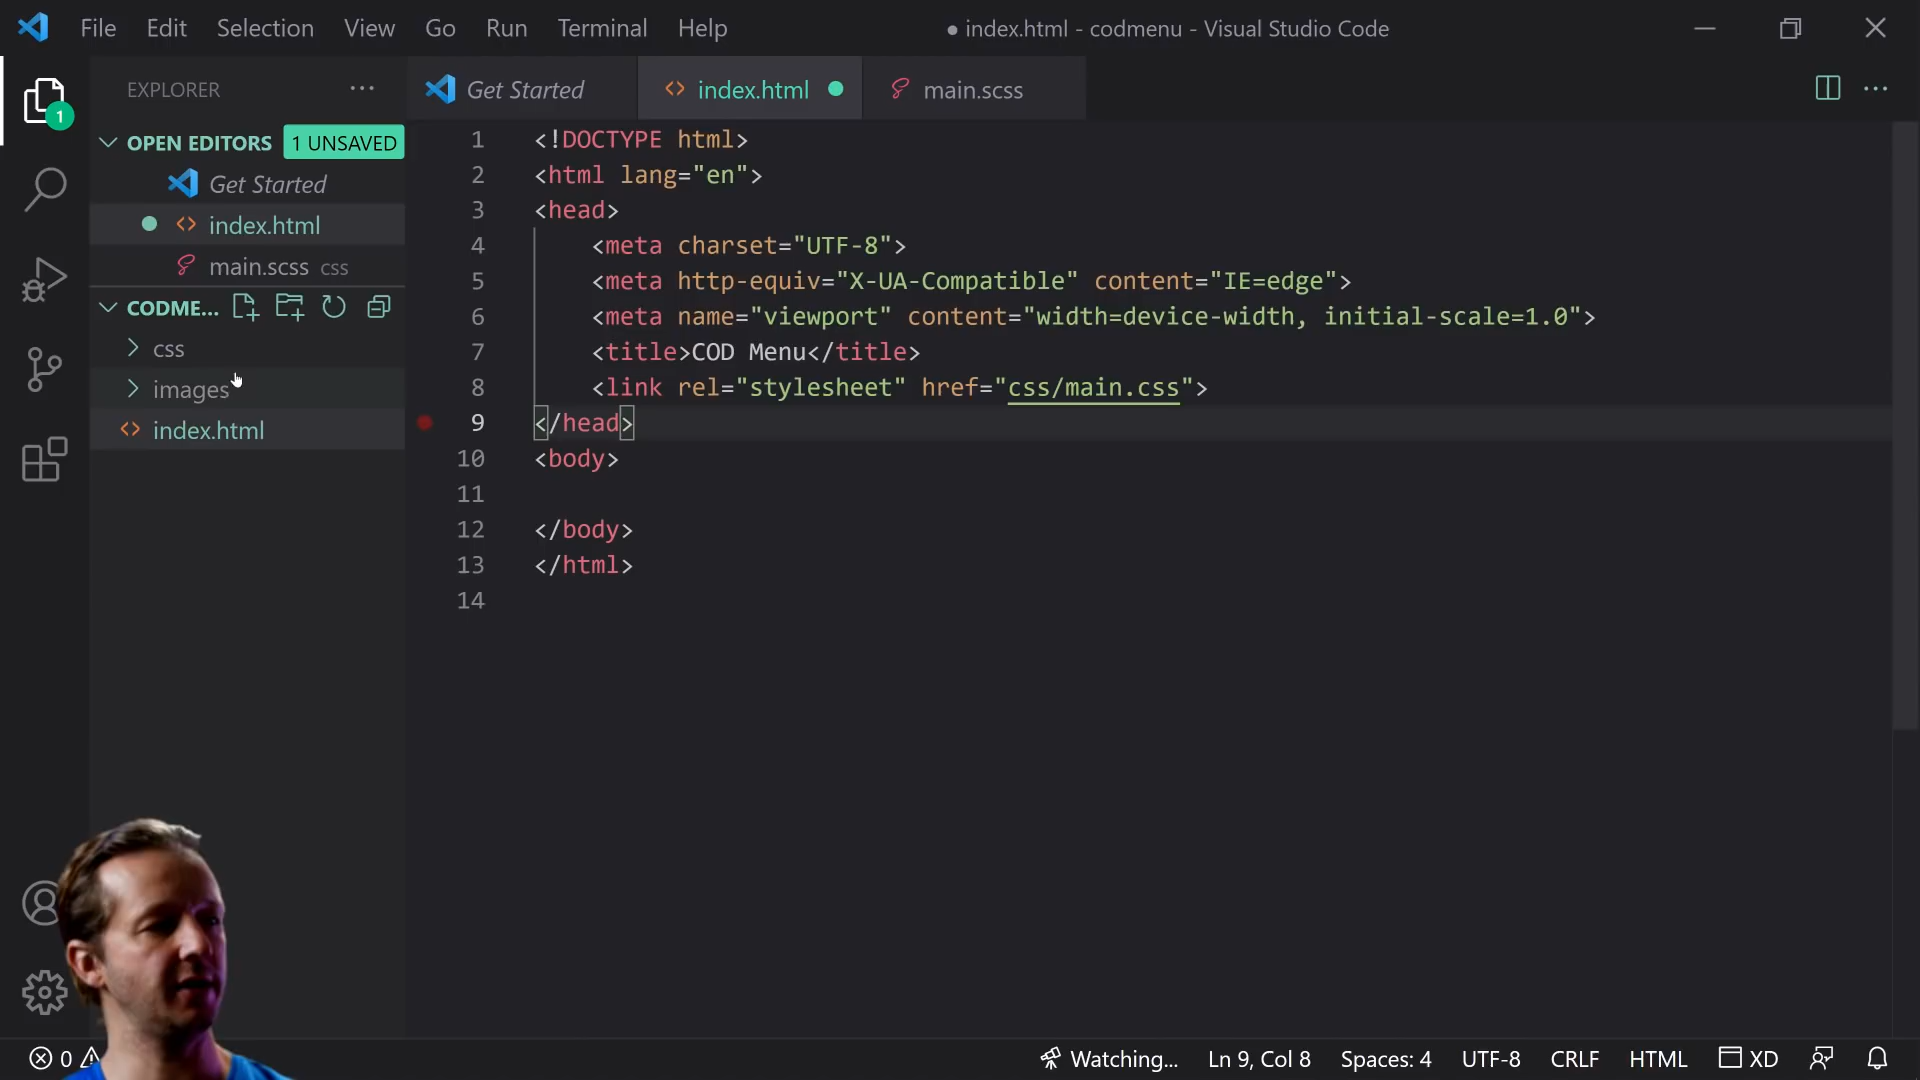 File Edit Selection View Go Run Terminal Help
● index.html - codmenu - Visual Studio Code
EXPLORER
OPEN EDITORS 1 UNSAVED
Get Started
index.html
main.scss css
CODME...
css
images
index.html
1
Get Started
index.html
main.scss
1 <!DOCTYPE html>
2 <html lang="en">
3 <head>
4 <meta charset="UTF-8">
5 <meta http-equiv="X-UA-Compatible" content="IE=edge">
6 <meta name="viewport" content="width=device-width, initial-scale=1.0">
7 <title>COD Menu</title>
8 <link rel="stylesheet" href="css/main.css">
9 </head>
10 <body>
11
12 </body>
13 </html>
14
0
Watching... Ln 9, Col 8 Spaces: 4 UTF-8 CRLF HTML XD